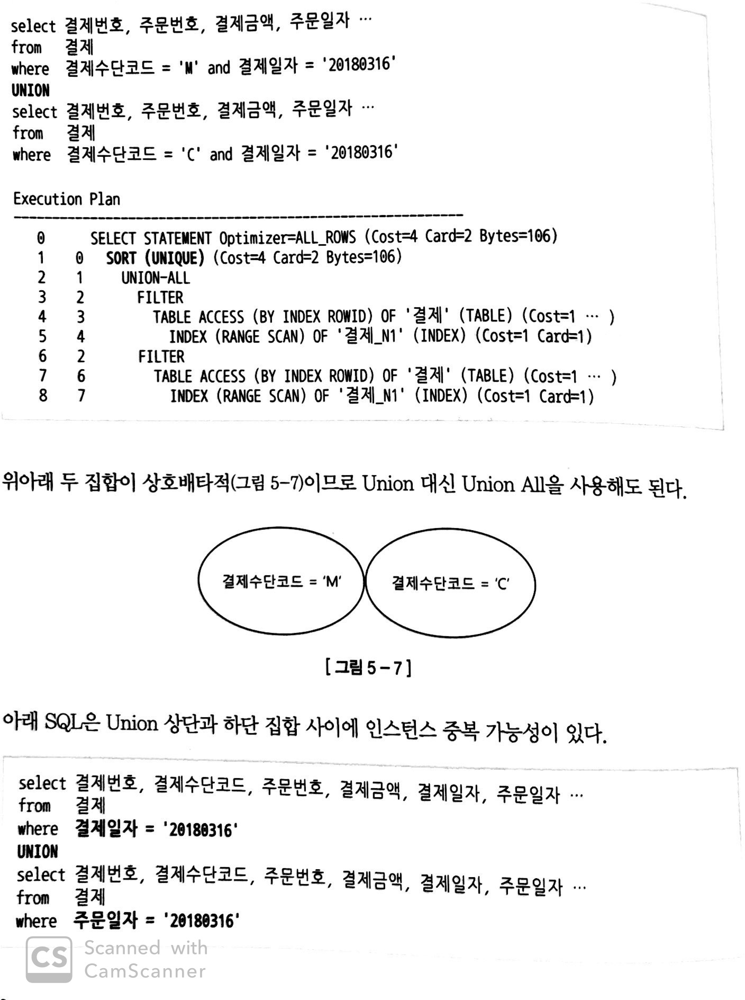 select 결제번호, 주문번호, 결제금액, 주문일자 …
from 결제
where 결제수단코드 = 'M' and 결제일자 = '20180316'
UNION
select 결제번호, 주문번호, 결제금액, 주문일자 …
from 결제
where 결제수단코드 = 'C' and 결제일자 = '20180316'
Execution Plan
----------------------------------------------------------
0 SELECT STATEMENT Optimizer=ALL_ROWS (Cost=4 Card=2 Bytes=106)
1 0 SORT (UNIQUE) (Cost=4 Card=2 Bytes=106)
2 1 UNION-ALL
3 2 FILTER
4 3 TABLE ACCESS (BY INDEX ROWID) OF '결제' (TABLE) (Cost=1 … )
5 4 INDEX (RANGE SCAN) OF '결제_N1' (INDEX) (Cost=1 Card=1)
6 2 FILTER
7 6 TABLE ACCESS (BY INDEX ROWID) OF '결제' (TABLE) (Cost=1 … )
8 7 INDEX (RANGE SCAN) OF '결제_N1' (INDEX) (Cost=1 Card=1)
위아래 두 집합이 상호배타적(그림 5-7)이므로 Union 대신 Union All을 사용해도 된다.
결제수단코드 = 'M' 결제수단코드 = 'C'
[ 그림 5 – 7 ]
아래 SQL은 Union 상단과 하단 집합 사이에 인스턴스 중복 가능성이 있다.
select 결제번호, 결제수단코드, 주문번호, 결제금액, 결제일자, 주문일자 …
from 결제
where 결제일자 = '20180316'
UNION
select 결제번호, 결제수단코드, 주문번호, 결제금액, 결제일자, 주문일자 …
from 결제
where 주문일자 = '20180316'
CS Scanned with
CamScanner